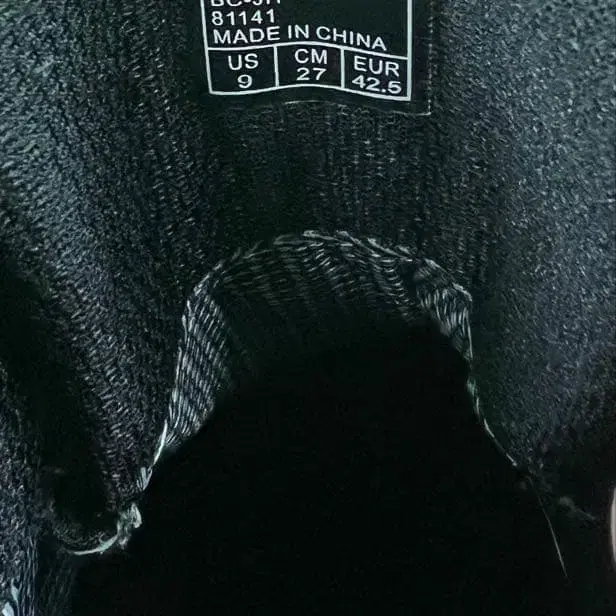 81141
MADE IN CHINA
US CM EUR
9 27 42.5